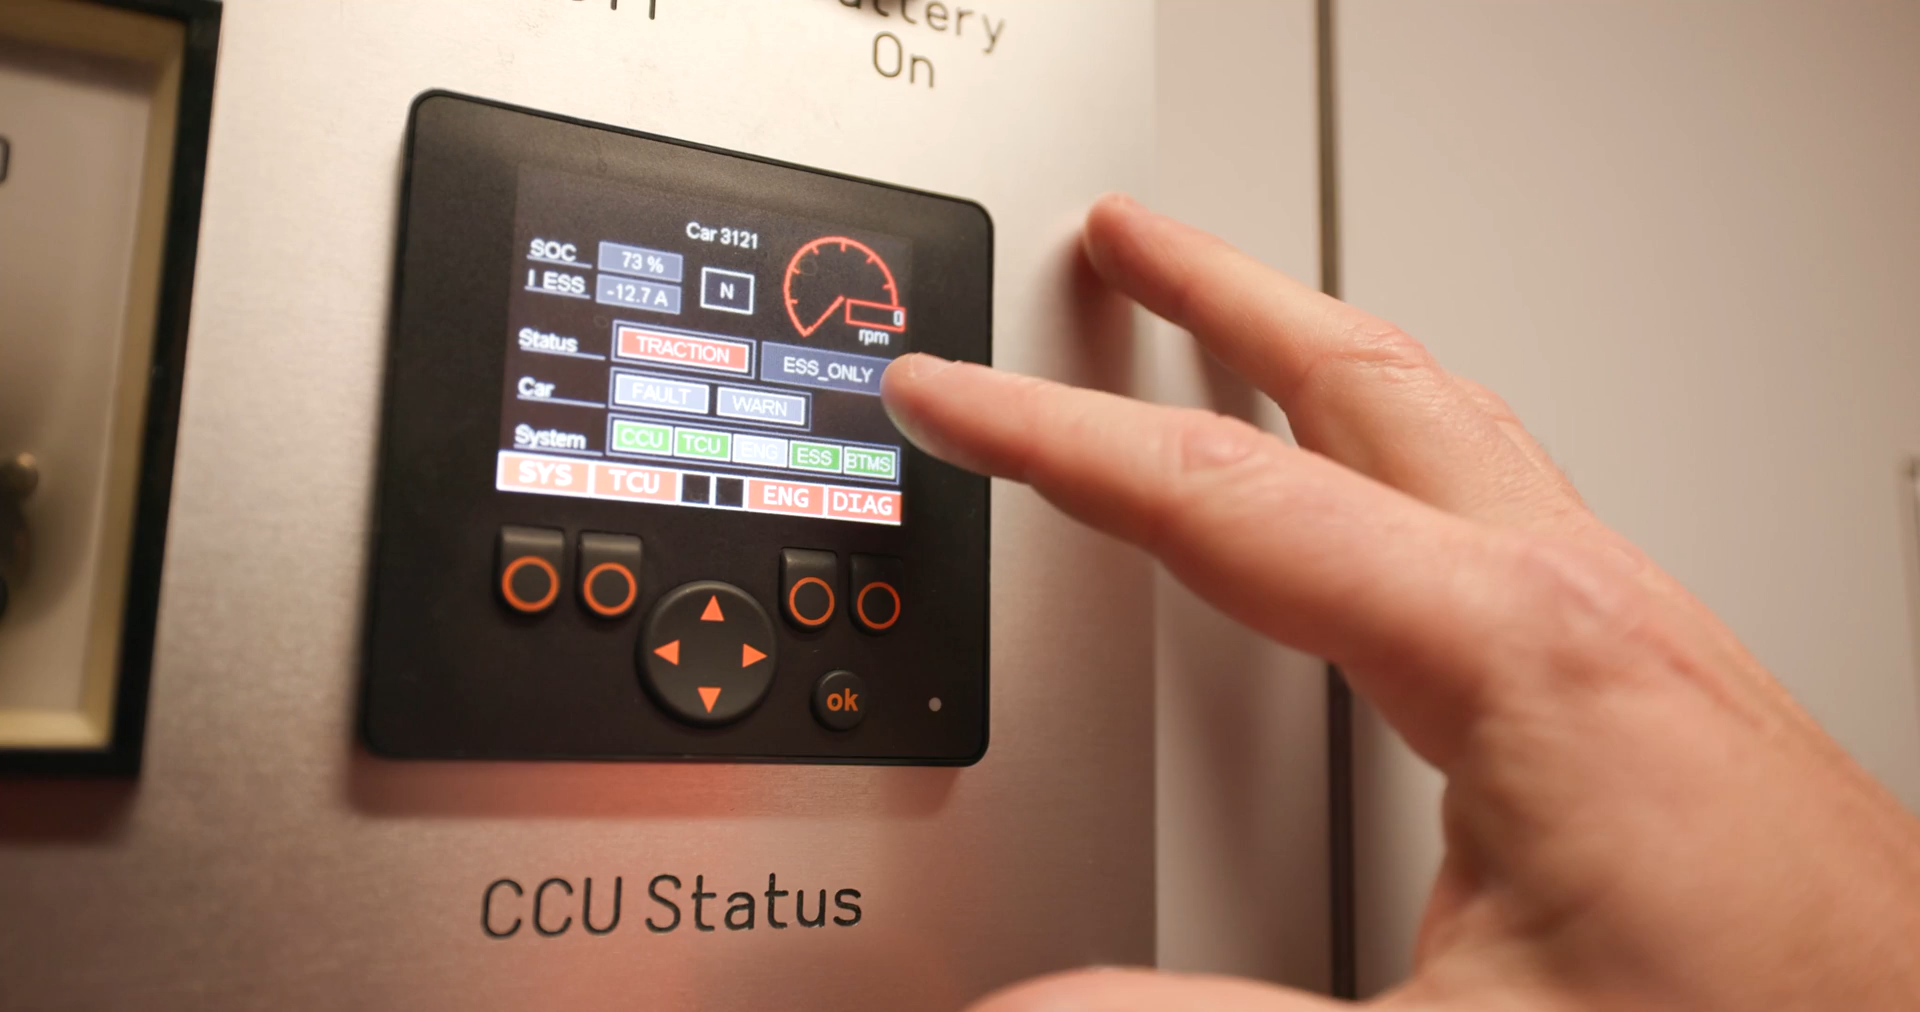 Battery
On
Car 3121
SOC 73 %
I ESS -12.7 A
N
0
rpm
Status TRACTION ESS_ONLY
Car FAULT WARN
System CCU TCU ENG ESS BTMS
SYS TCU ENG DIAG
ok
CCU Status